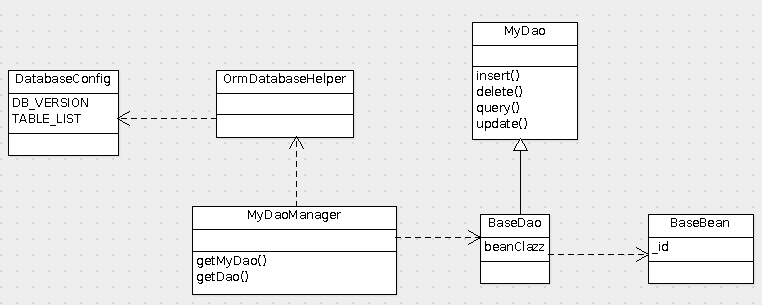 MyDao
insert()
delete()
query()
update()
DatabaseConfig
DB_VERSION
TABLE_LIST
OrmDatabaseHelper
MyDaoManager
getMyDao()
getDao()
BaseDao
beanClazz
BaseBean
_id